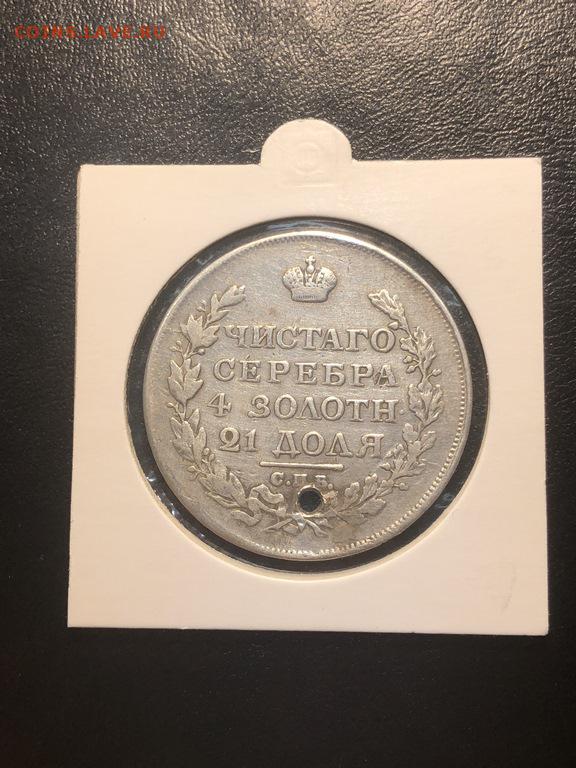 COINS.LAVE.RU
ЧИСТАГО
СЕРЕБРА
4 ЗОЛОТН
21 ДОЛЯ
С.П.Б.